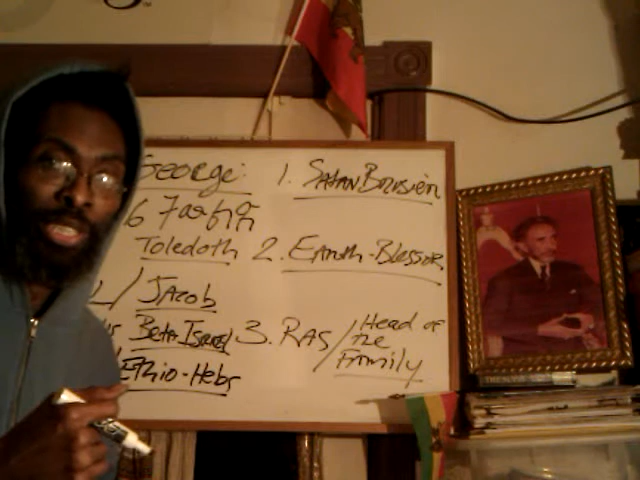 George: 1. Satan Bruiser
Toledoth 2. Earth-Blessor
/ Jacob
Beta Israel 3. RAS / Head of
the
Family
Ethio-Hebs